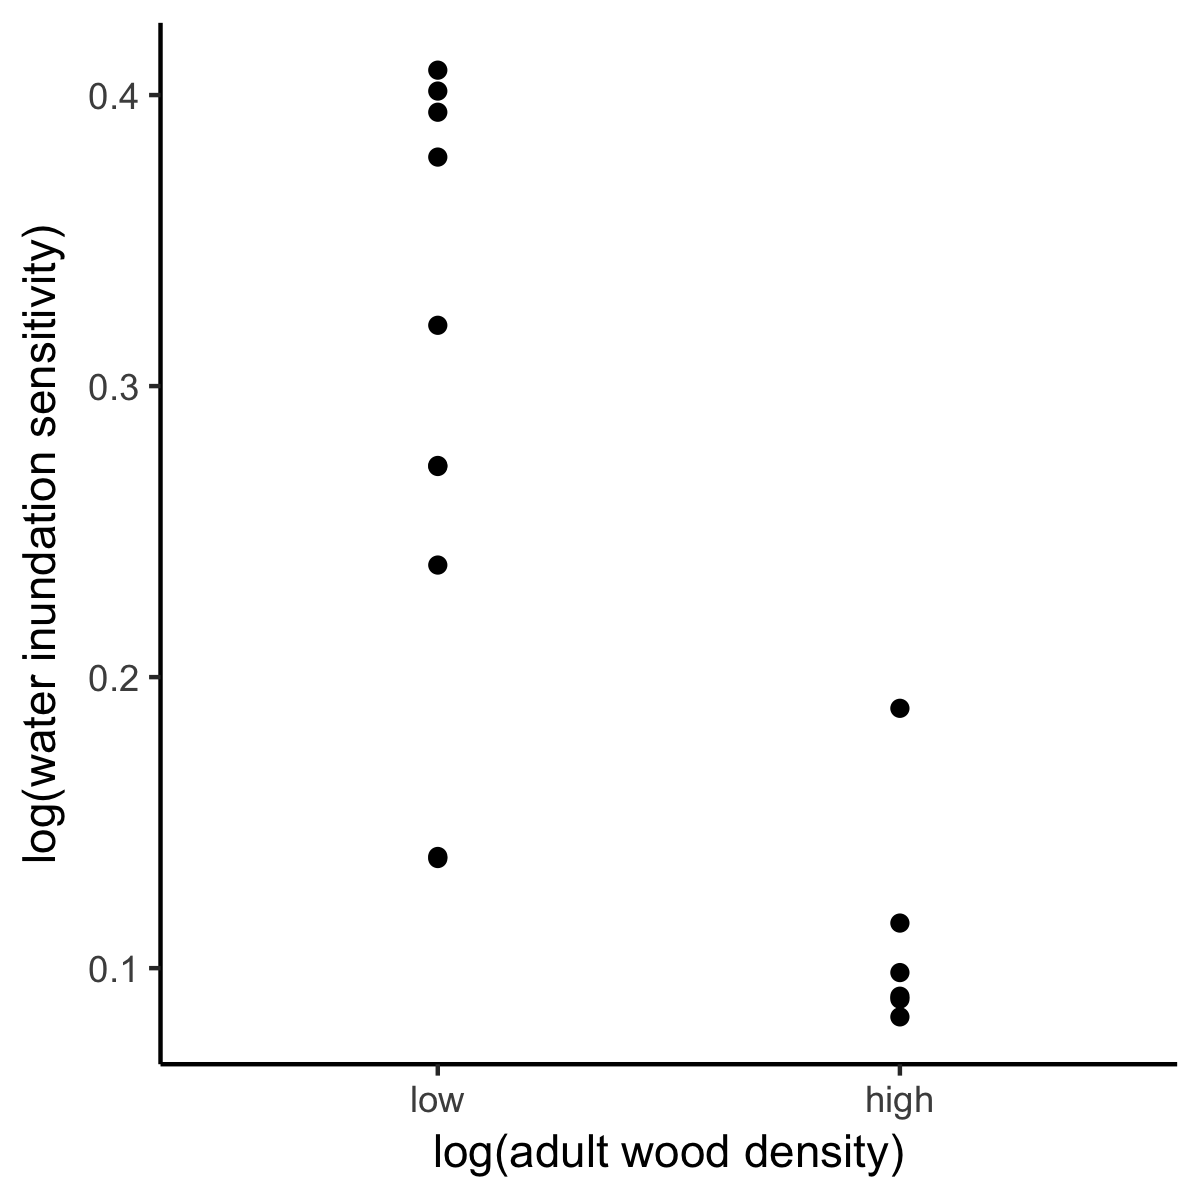 log(water inundation sensitivity)
0.4
0.3
0.2
0.1
low
high
log(adult wood density)